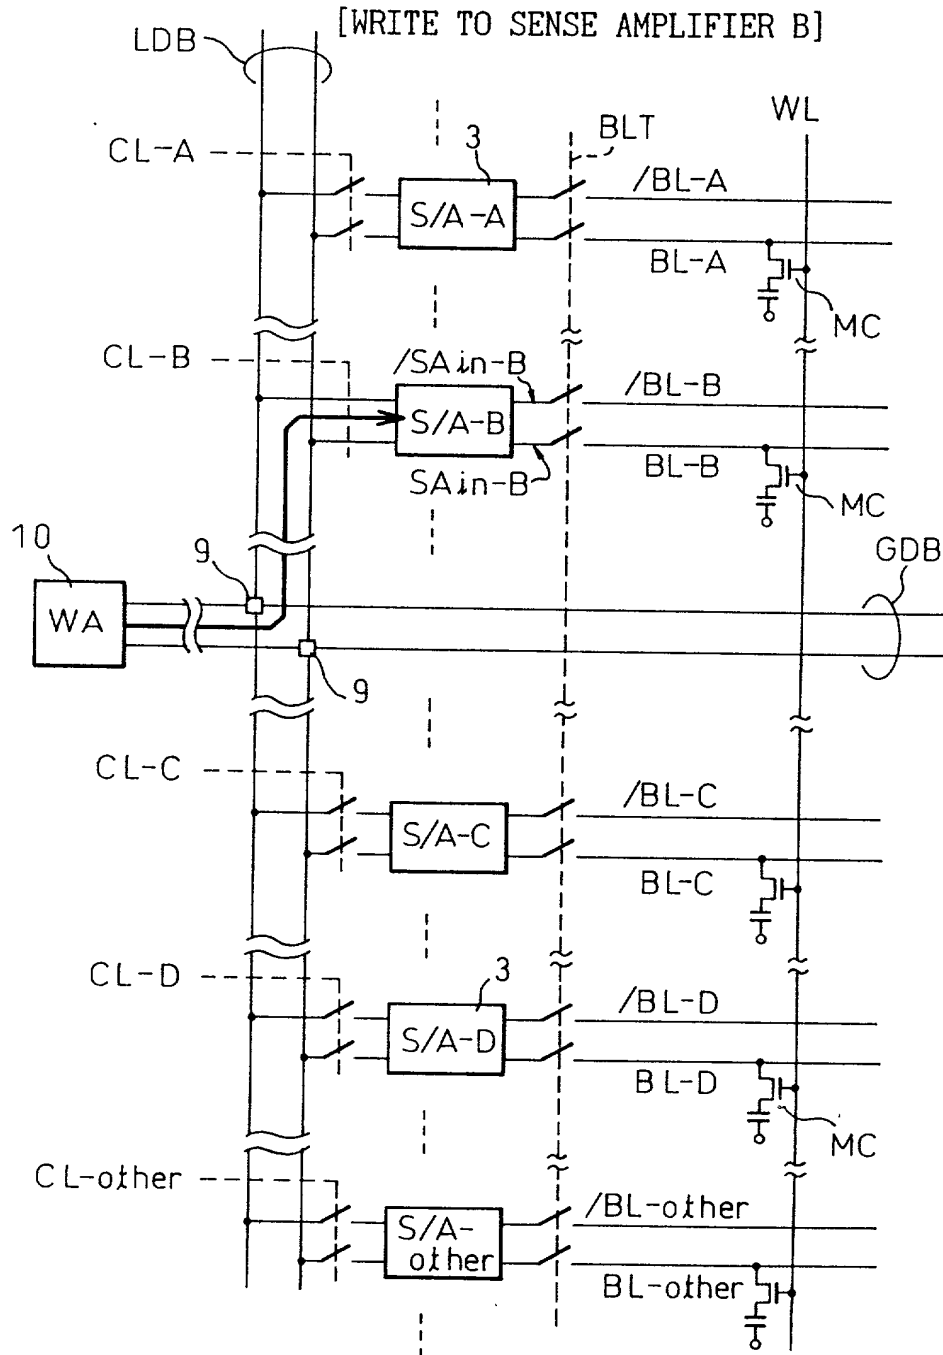 [WRITE TO SENSE AMPLIFIER B]
LDB
WL
CL-A
3
BLT
/BL-A
S/A-A
BL-A
MC
CL-B
/SAin-B
/BL-B
S/A-B
BL-B
SAin-B
MC
10
9
GDB
WA
9
CL-C
/BL-C
S/A-C
BL-C
CL-D
3
/BL-D
S/A-D
BL-D
MC
CL-other
/BL-other
S/A-
other
BL-other